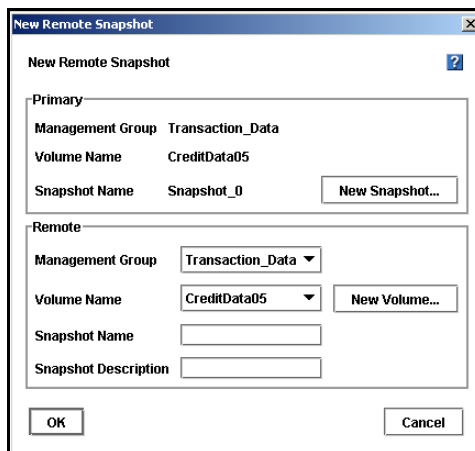 New Remote Snapshot
New Remote Snapshot ?
Primary
Management Group Transaction_Data
Volume Name CreditData05
Snapshot Name Snapshot_0 New Snapshot...
Remote
Management Group Transaction_Data
Volume Name CreditData05 New Volume...
Snapshot Name
Snapshot Description
OK Cancel